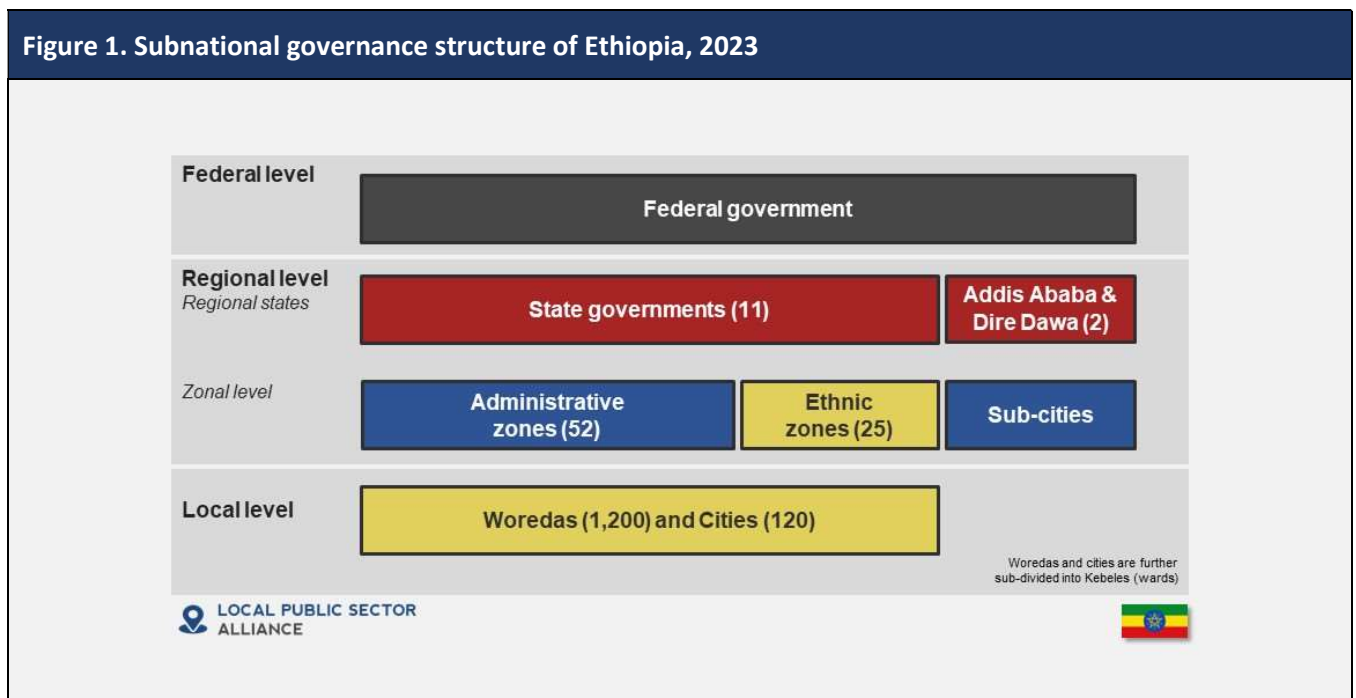 Figure 1. Subnational governance structure of Ethiopia, 2023
Federal level
Federal government
Regional level
Regional states
State governments (11)
Addis Ababa &
Dire Dawa (2)
Zonal level
Administrative
zones (52)
Ethnic
zones (25)
Sub-cities
Local level
Woredas (1,200) and Cities (120)
Woredas and cities are further
sub-divided into Kebeles (wards)
LOCAL PUBLIC SECTOR
ALLIANCE